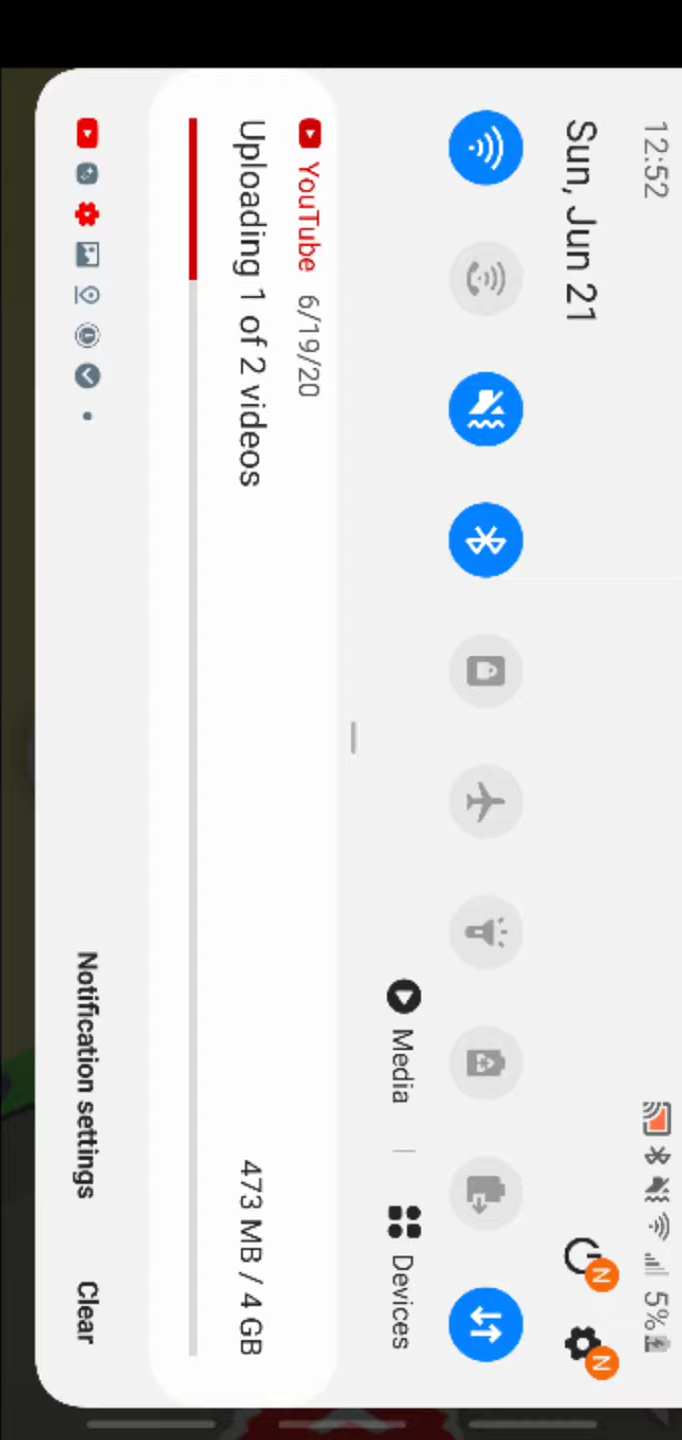 12:52
5%
Sun, Jun 21
N
N
Media
Devices
YouTube 6/19/20
Uploading 1 of 2 videos
473 MB / 4 GB
Notification settings
Clear